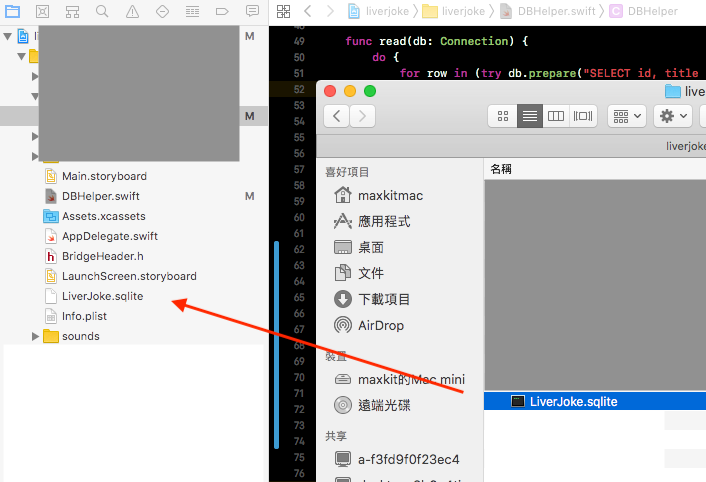 liverjoke 〉 liverjoke 〉 DBHelper.swift 〉 DBHelper
M
M
Main.storyboard
DBHelper.swift M
Assets.xcassets
AppDelegate.swift
BridgeHeader.h
LaunchScreen.storyboard
LiverJoke.sqlite
Info.plist
sounds
48
49 func read(db: Connection) {
50 do {
51 for row in (try db.prepare("SELECT id, title
52
53
54
55
56
57
58
59
60
61
62
63
64
65
66
67
68
69
70
71
72
73
74
75
76
live
liverjoke
喜好項目
maxkitmac
應用程式
桌面
文件
下載項目
AirDrop
裝置
maxkit的Mac mini
遠端光碟
共享
a-f3fd9f0f23ec4
名稱
LiverJoke.sqlite